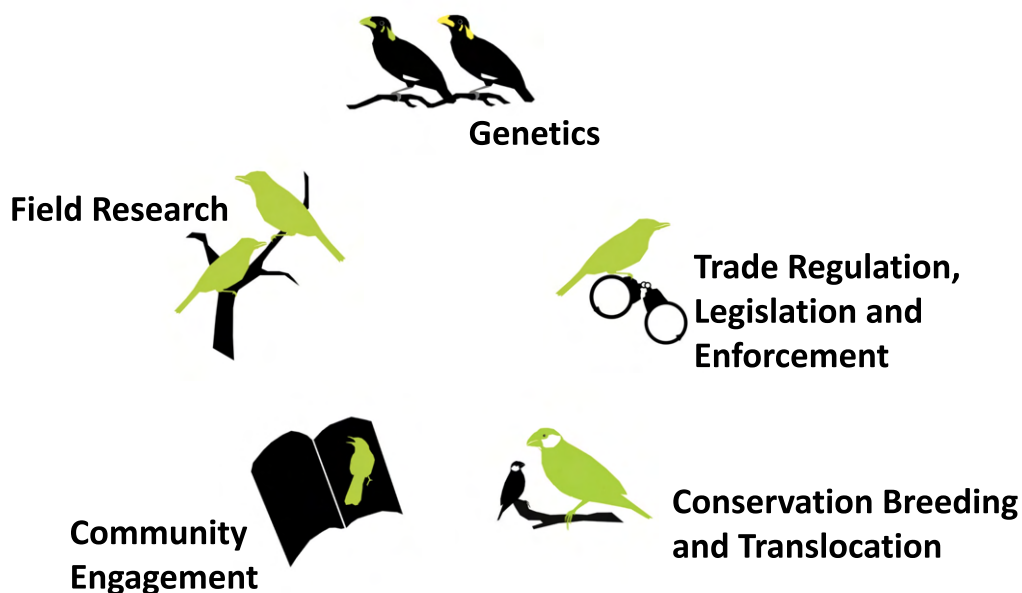 Genetics
Field Research
Trade Regulation,
Legislation and
Enforcement
Community
Engagement
Conservation Breeding
and Translocation